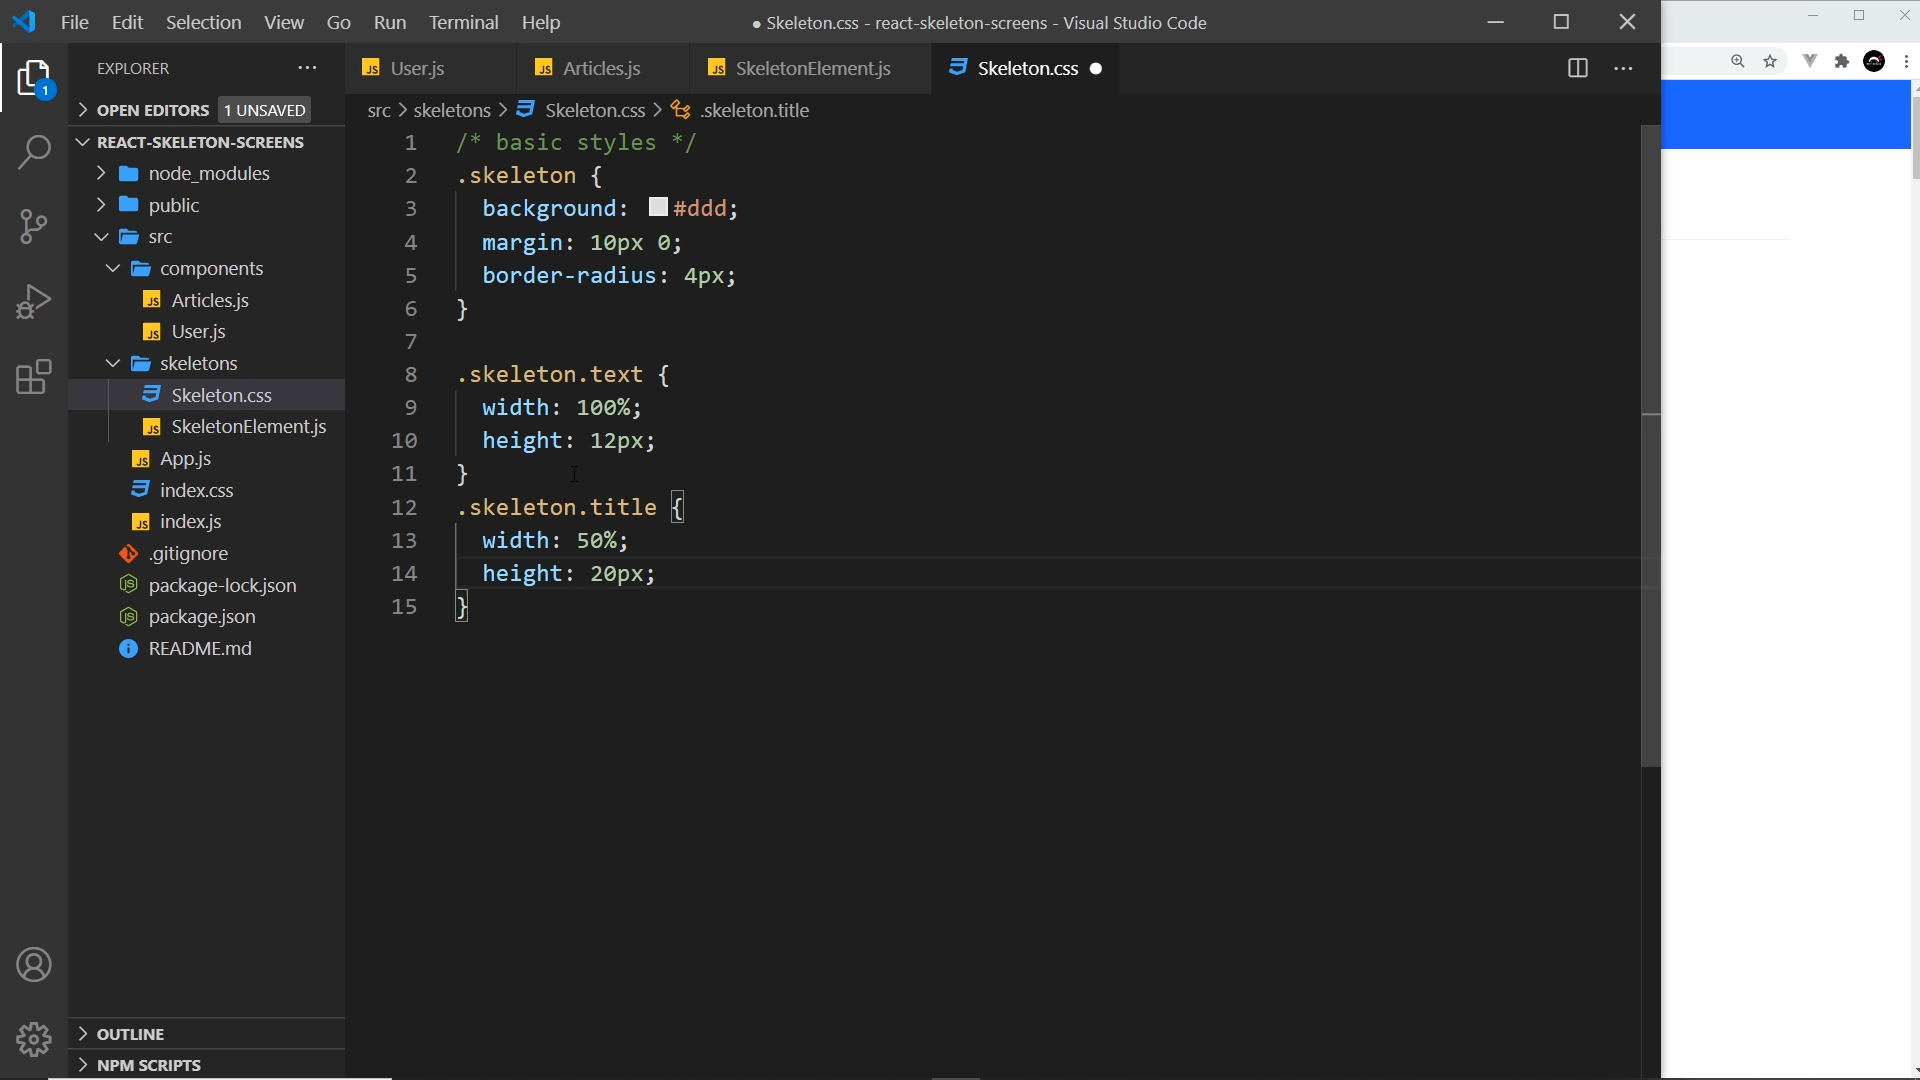 File Edit Selection View Go Run Terminal Help
● Skeleton.css - react-skeleton-screens - Visual Studio Code
EXPLORER
OPEN EDITORS 1 UNSAVED
REACT-SKELETON-SCREENS
node_modules
public
src
components
Articles.js
User.js
skeletons
Skeleton.css
SkeletonElement.js
App.js
index.css
index.js
.gitignore
package-lock.json
package.json
README.md
OUTLINE
NPM SCRIPTS
1
JS User.js JS Articles.js JS SkeletonElement.js Skeleton.css ●
src > skeletons > Skeleton.css > .skeleton.title
1 /* basic styles */
2 .skeleton {
3 background: #ddd;
4 margin: 10px 0;
5 border-radius: 4px;
6 }
7
8 .skeleton.text {
9 width: 100%;
10 height: 12px;
11 }
12 .skeleton.title {
13 width: 50%;
14 height: 20px;
15 }